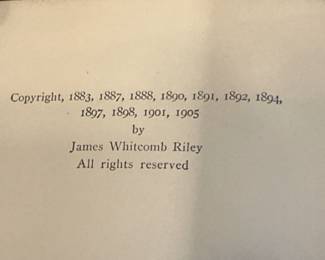 Copyright, 1883, 1887, 1888, 1890, 1891, 1892, 1894,
1897, 1898, 1901, 1905
by
James Whitcomb Riley
All rights reserved